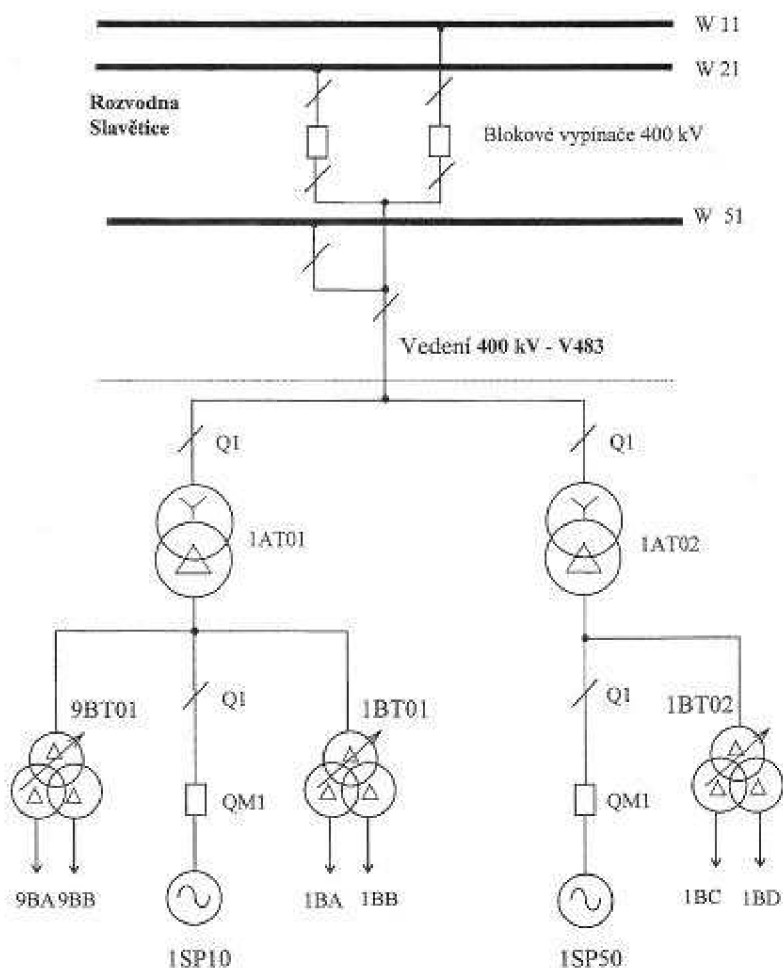 W 11
W 21
Rozvodna
Slavětice
Blokové vypínače 400 kV
W 51
Vedení 400 kV - V483
Q1
Q1
1AT01
1AT02
9BT01
Q1
1BT01
Q1
1BT02
QM1
QM1
9BA 9BB
1BA
1BB
1BC
1BD
1SP10
1SP50